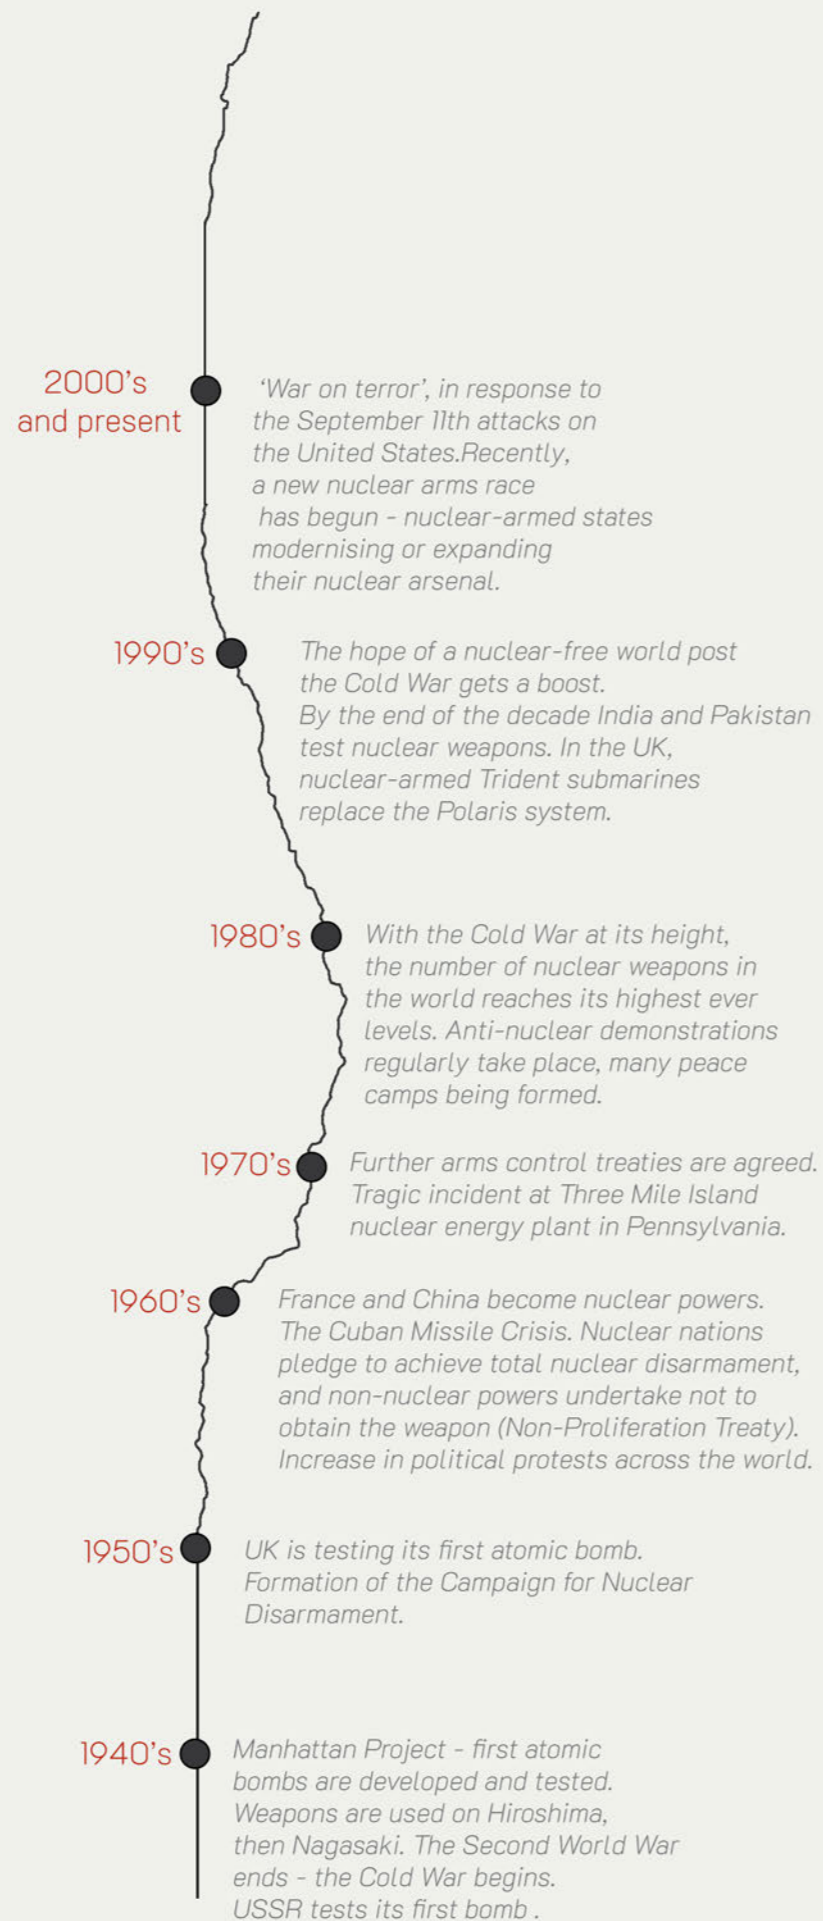 2000's
and present
'War on terror', in response to
the September 11th attacks on
the United States.Recently,
a new nuclear arms race
has begun - nuclear-armed states
modernising or expanding
their nuclear arsenal.
1990's
The hope of a nuclear-free world post
the Cold War gets a boost.
By the end of the decade India and Pakistan
test nuclear weapons. In the UK,
nuclear-armed Trident submarines
replace the Polaris system.
1980's
With the Cold War at its height,
the number of nuclear weapons in
the world reaches its highest ever
levels. Anti-nuclear demonstrations
regularly take place, many peace
camps being formed.
1970's
Further arms control treaties are agreed.
Tragic incident at Three Mile Island
nuclear energy plant in Pennsylvania.
1960's
France and China become nuclear powers.
The Cuban Missile Crisis. Nuclear nations
pledge to achieve total nuclear disarmament,
and non-nuclear powers undertake not to
obtain the weapon (Non-Proliferation Treaty).
Increase in political protests across the world.
1950's
UK is testing its first atomic bomb.
Formation of the Campaign for Nuclear
Disarmament.
1940's
Manhattan Project - first atomic
bombs are developed and tested.
Weapons are used on Hiroshima,
then Nagasaki. The Second World War
ends - the Cold War begins.
USSR tests its first bomb .